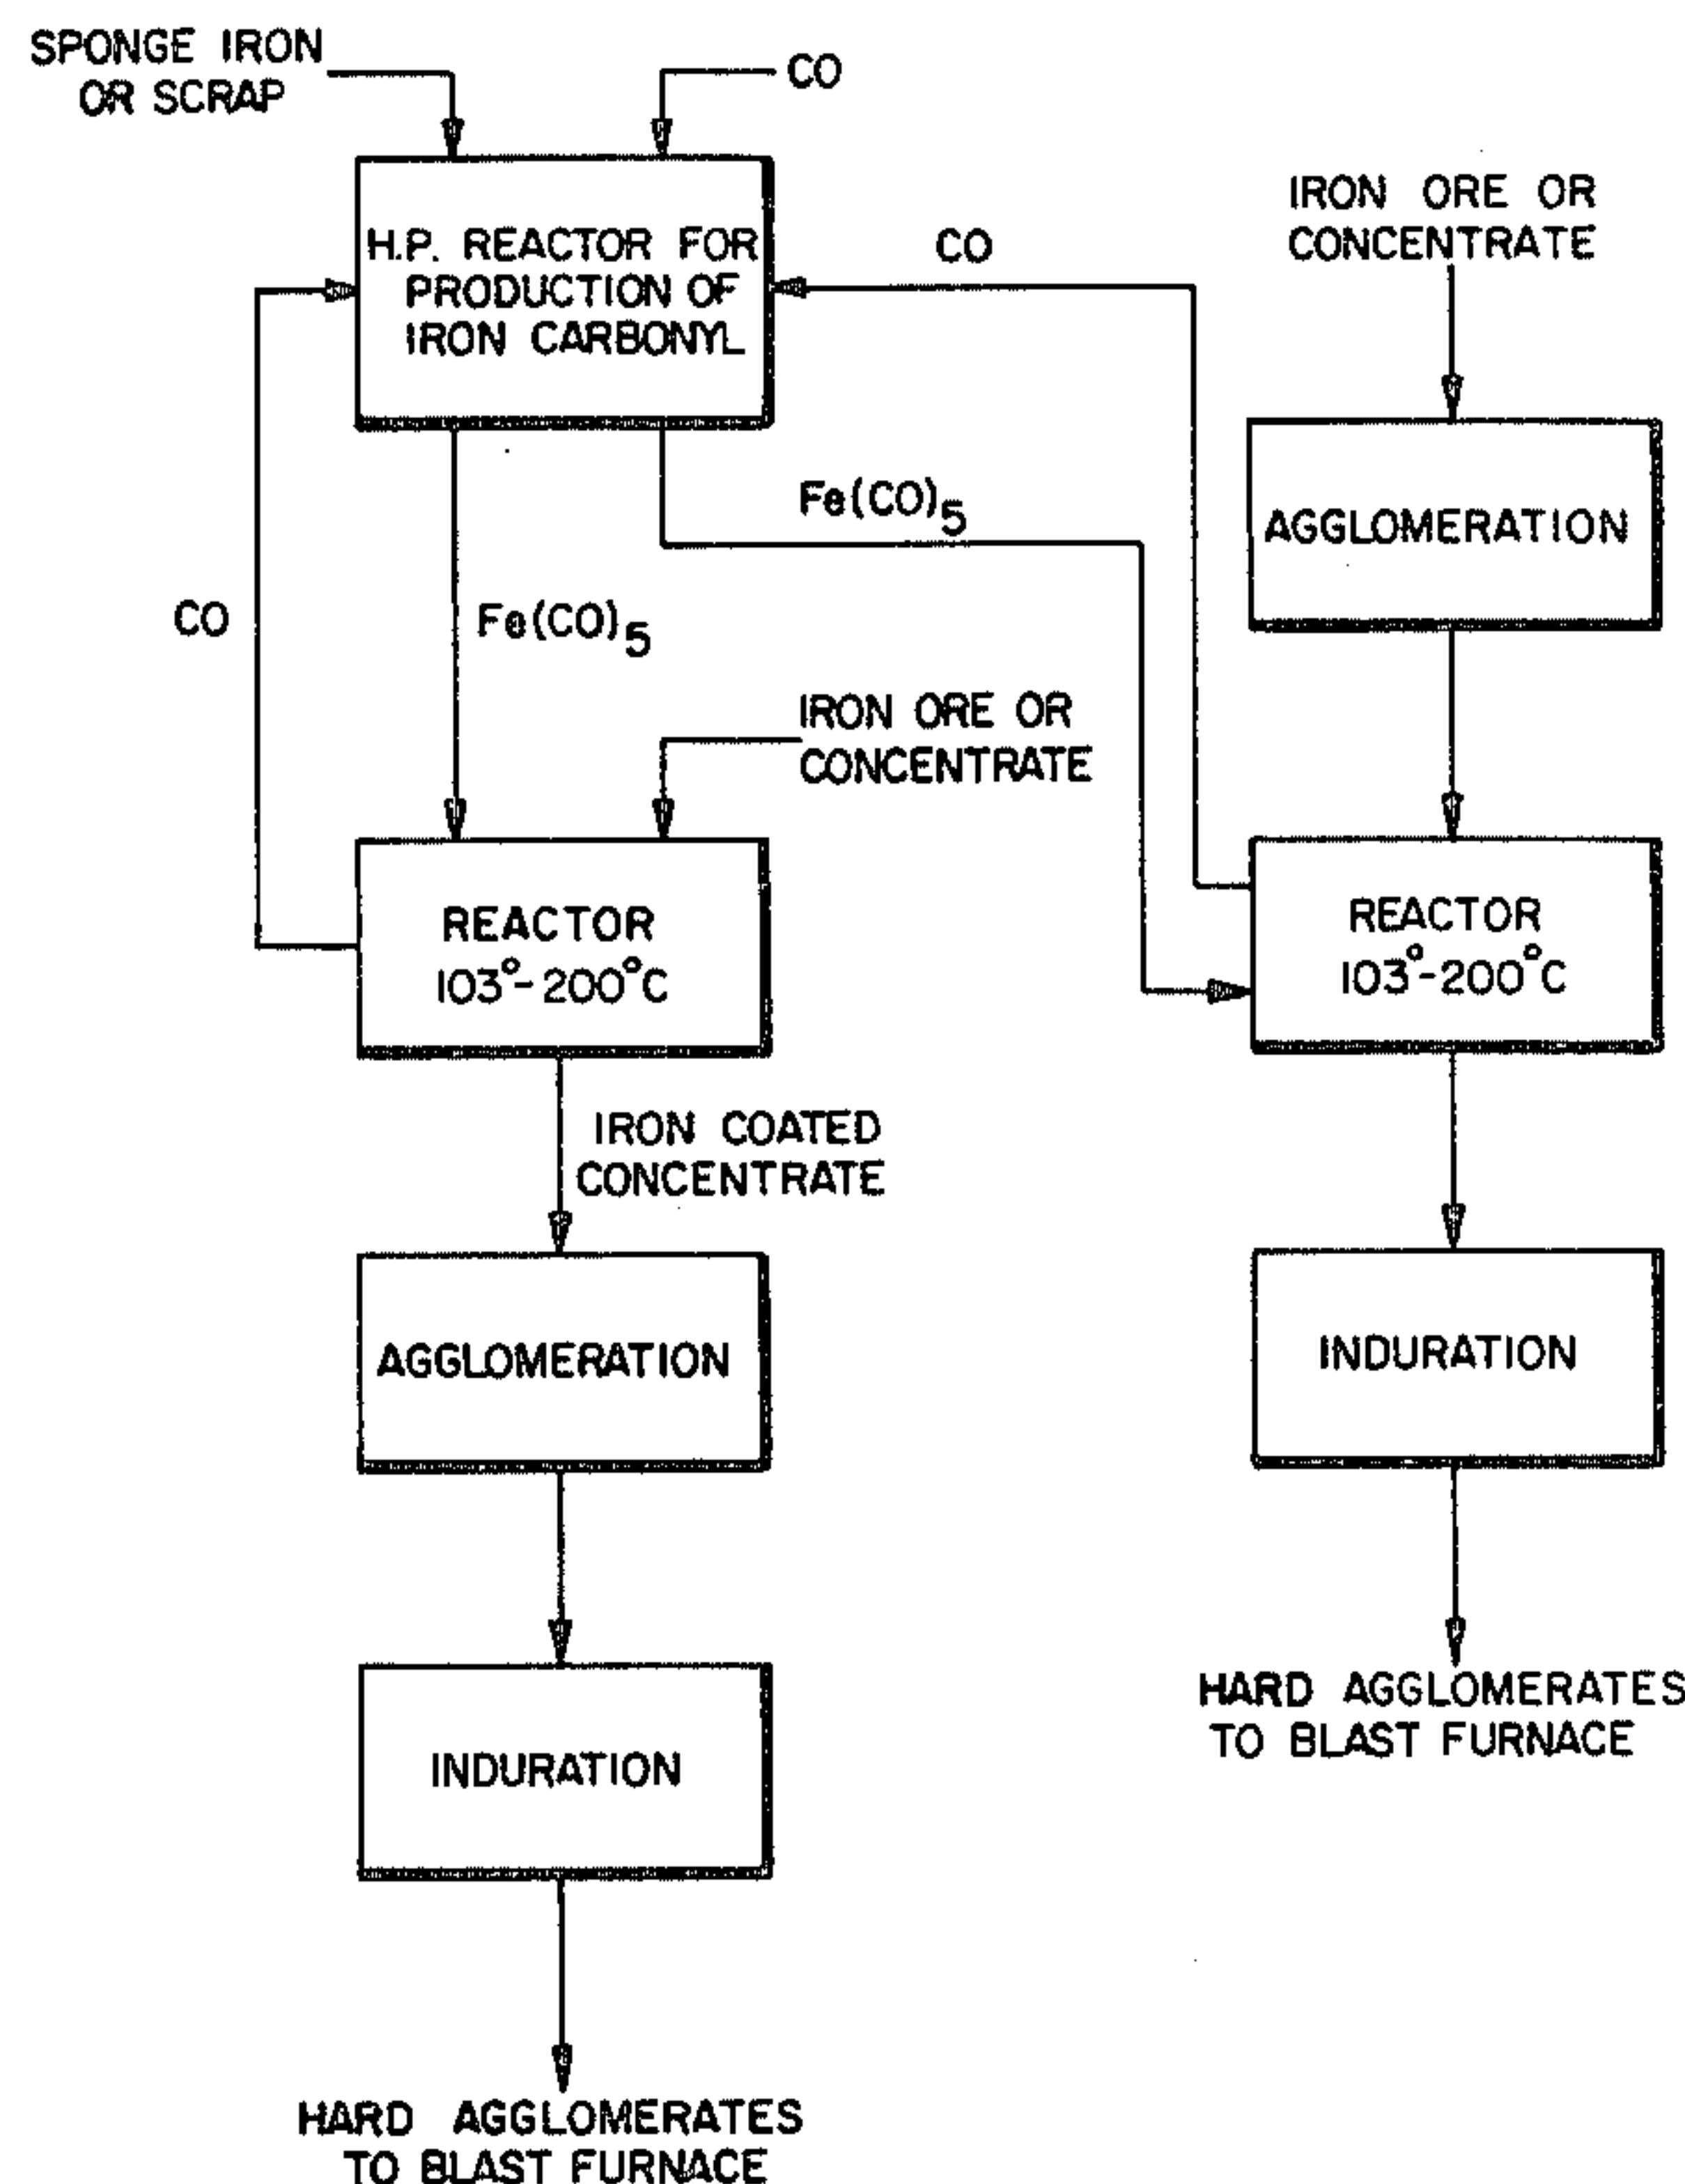 SPONGE IRON
OR SCRAP
CO
H.P. REACTOR FOR
PRODUCTION OF
IRON CARBONYL
CO
IRON ORE OR
CONCENTRATE
Fe(CO)5
AGGLOMERATION
CO
Fe(CO)5
IRON ORE OR
CONCENTRATE
REACTOR
103°-200°C
REACTOR
103°-200°C
IRON COATED
CONCENTRATE
AGGLOMERATION
INDURATION
INDURATION
HARD AGGLOMERATES
TO BLAST FURNACE
HARD AGGLOMERATES
TO BLAST FURNACE